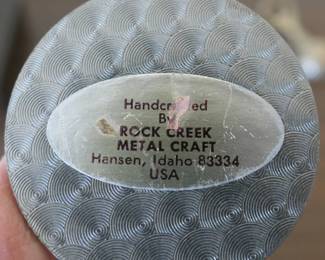 Handcrafted
By
ROCK CREEK
METAL CRAFT
Hansen, Idaho 83334
USA